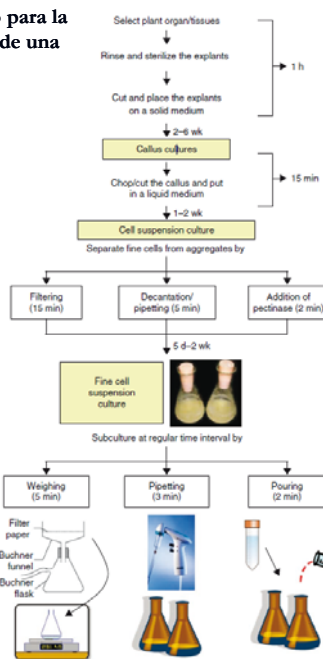 o para la
de una
Select plant organ/tissues
Rinse and sterilize the explants
Cut and place the explants
on a solid medium
1 h
2–6 wk
Callus cultures
Chop/cut the callus and put
in a liquid medium
15 min
1–2 wk
Cell suspension culture
Separate fine cells from aggregates by
Filtering
(15 min)
Decantation/
pipetting (5 min)
Addition of
pectinase (2 min)
5 d–2 wk
Fine cell
suspension
culture
Subculture at regular time interval by
Weighing
(5 min)
Pipetting
(3 min)
Pouring
(2 min)
Filter
paper
Buchner
funnel
Buchner
flask